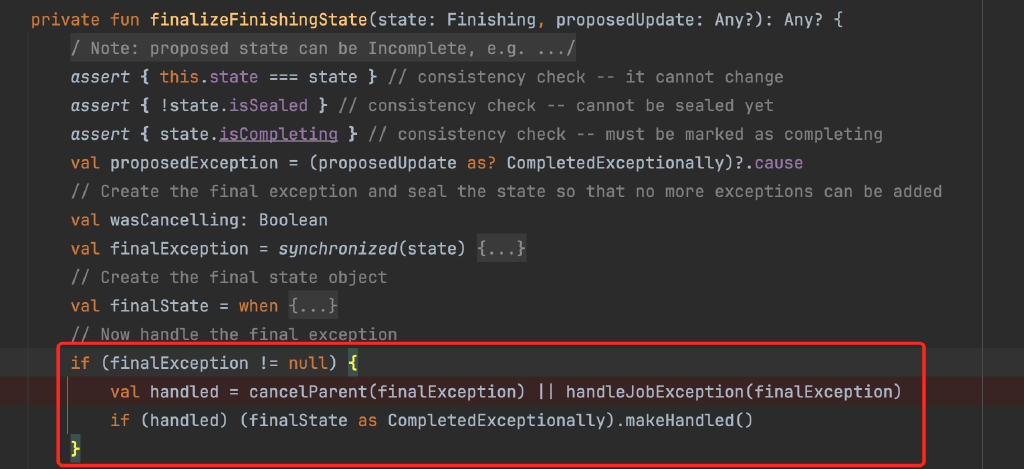 private fun finalizeFinishingState(state: Finishing, proposedUpdate: Any?): Any? {
/ Note: proposed state can be Incomplete, e.g. .../
assert { this.state === state } // consistency check -- it cannot change
assert { !state.isSealed } // consistency check -- cannot be sealed yet
assert { state.isCompleting } // consistency check -- must be marked as completing
val proposedException = (proposedUpdate as? CompletedExceptionally)?.cause
// Create the final exception and seal the state so that no more exceptions can be added
val wasCancelling: Boolean
val finalException = synchronized(state) {...}
// Create the final state object
val finalState = when {...}
// Now handle the final exception
if (finalException != null) {
val handled = cancelParent(finalException) || handleJobException(finalException)
if (handled) (finalState as CompletedExceptionally).makeHandled()
}